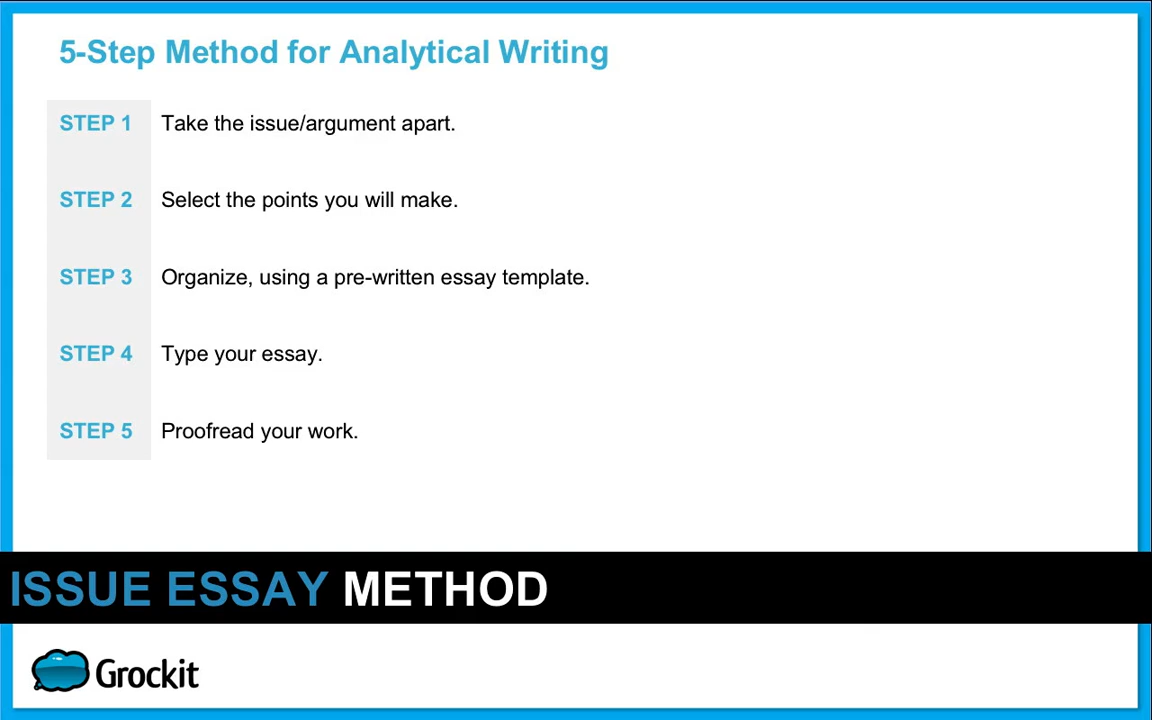 5-Step Method for Analytical Writing
STEP 1 Take the issue/argument apart.
STEP 2 Select the points you will make.
STEP 3 Organize, using a pre-written essay template.
STEP 4 Type your essay.
STEP 5 Proofread your work.
ISSUE ESSAY METHOD
Grockit